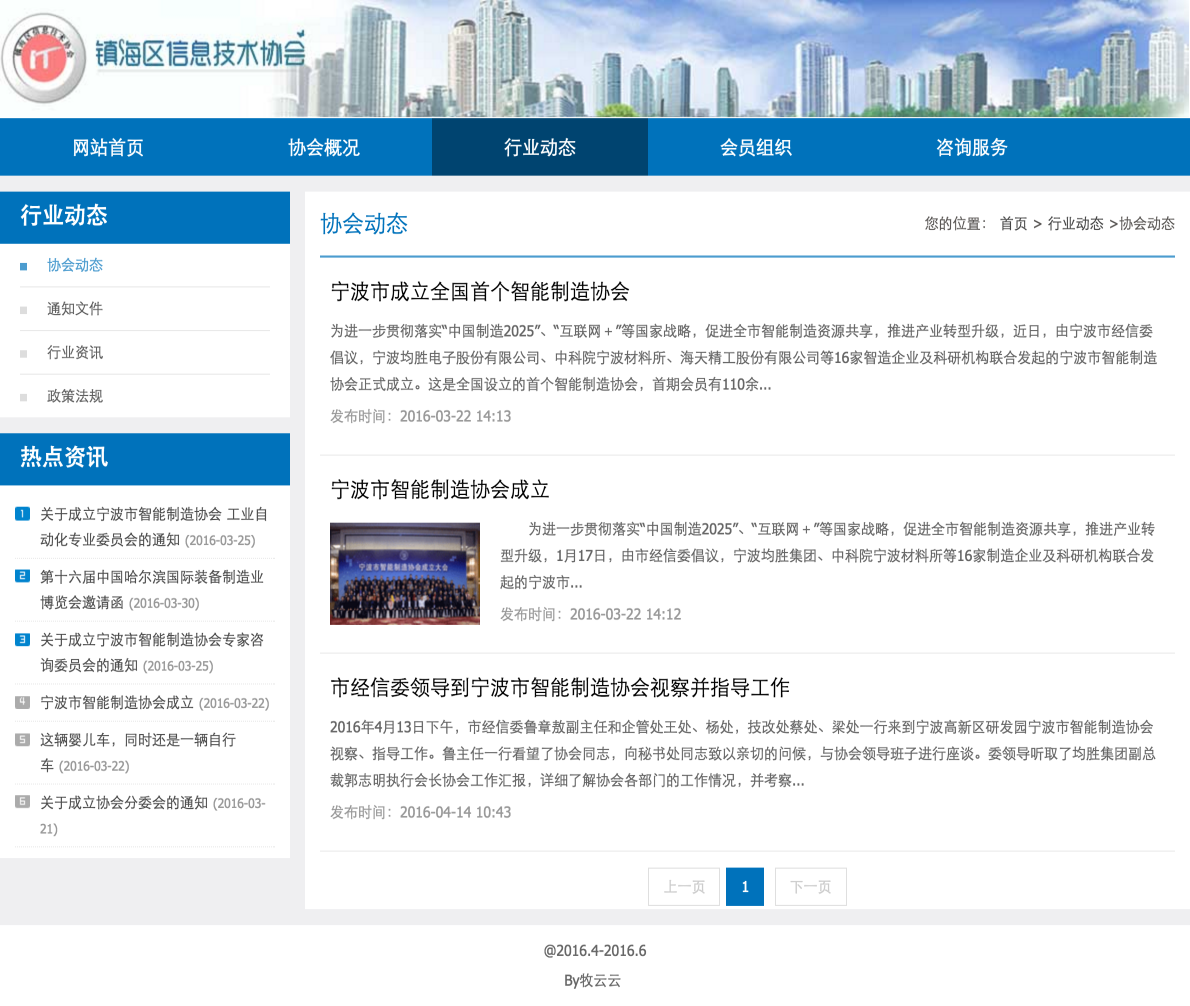 镇海区信息技术协会
IT
网站首页 协会概况 行业动态 会员组织 咨询服务
行业动态
协会动态
通知文件
行业资讯
政策法规
热点资讯
1 关于成立宁波市智能制造协会 工业自
动化专业委员会的通知 (2016-03-25)
2 第十六届中国哈尔滨国际装备制造业
博览会邀请函 (2016-03-30)
3 关于成立宁波市智能制造协会专家咨
询委员会的通知 (2016-03-25)
4 宁波市智能制造协会成立 (2016-03-22)
5 这辆婴儿车，同时还是一辆自行
车 (2016-03-22)
6 关于成立协会分委会的通知 (2016-03-
21)
协会动态
您的位置： 首页 > 行业动态 >协会动态
宁波市成立全国首个智能制造协会
为进一步贯彻落实“中国制造2025”、“互联网＋”等国家战略，促进全市智能制造资源共享，推进产业转型升级，近日，由宁波市经信委
倡议，宁波均胜电子股份有限公司、中科院宁波材料所、海天精工股份有限公司等16家智造企业及科研机构联合发起的宁波市智能制造
协会正式成立。这是全国设立的首个智能制造协会，首期会员有110余...
发布时间：2016-03-22 14:13
宁波市智能制造协会成立
宁波市智能制造协会成立大会
为进一步贯彻落实“中国制造2025”、“互联网＋”等国家战略，促进全市智能制造资源共享，推进产业转
型升级，1月17日，由市经信委倡议，宁波均胜集团、中科院宁波材料所等16家制造企业及科研机构联合发
起的宁波市...
发布时间：2016-03-22 14:12
市经信委领导到宁波市智能制造协会视察并指导工作
2016年4月13日下午，市经信委鲁章敖副主任和企管处王处、杨处，技改处蔡处、梁处一行来到宁波高新区研发园宁波市智能制造协会
视察、指导工作。鲁主任一行看望了协会同志，向秘书处同志致以亲切的问候，与协会领导班子进行座谈。委领导听取了均胜集团副总
裁郭志明执行会长协会工作汇报，详细了解协会各部门的工作情况，并考察...
发布时间：2016-04-14 10:43
上一页 1 下一页
@2016.4-2016.6
By牧云云